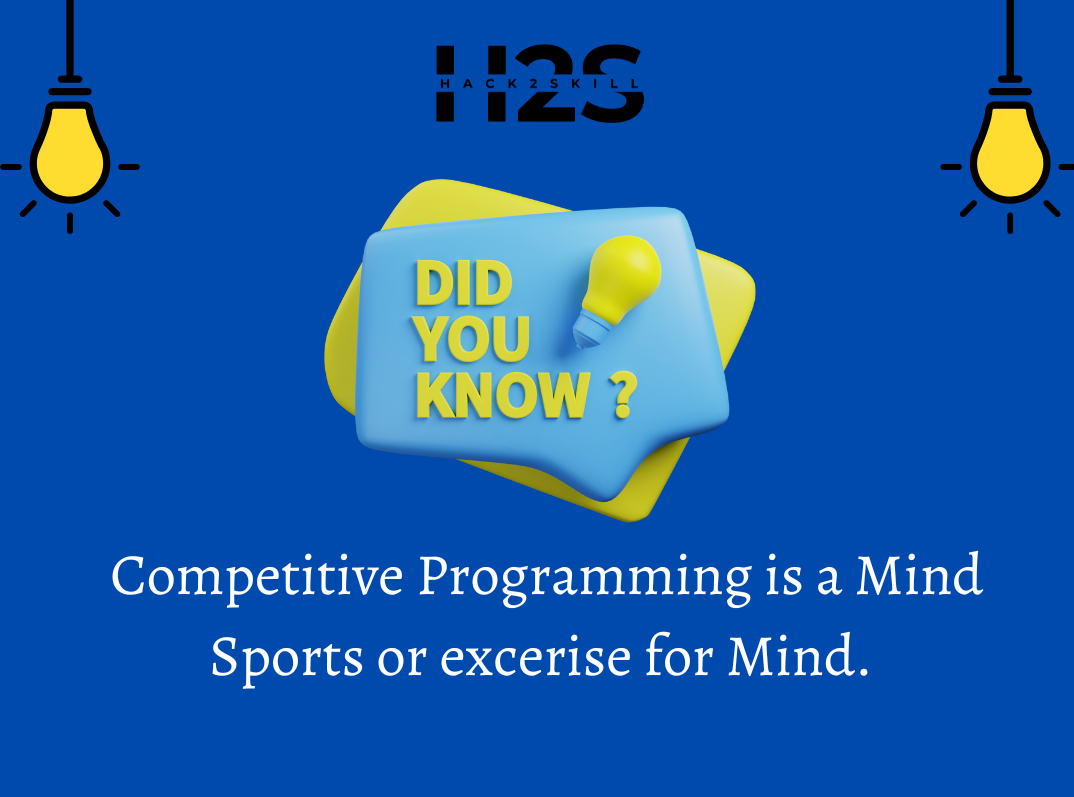 H2S
HACK2SKILL
DID
YOU
KNOW ?
Competitive Programming is a Mind
Sports or excerise for Mind.